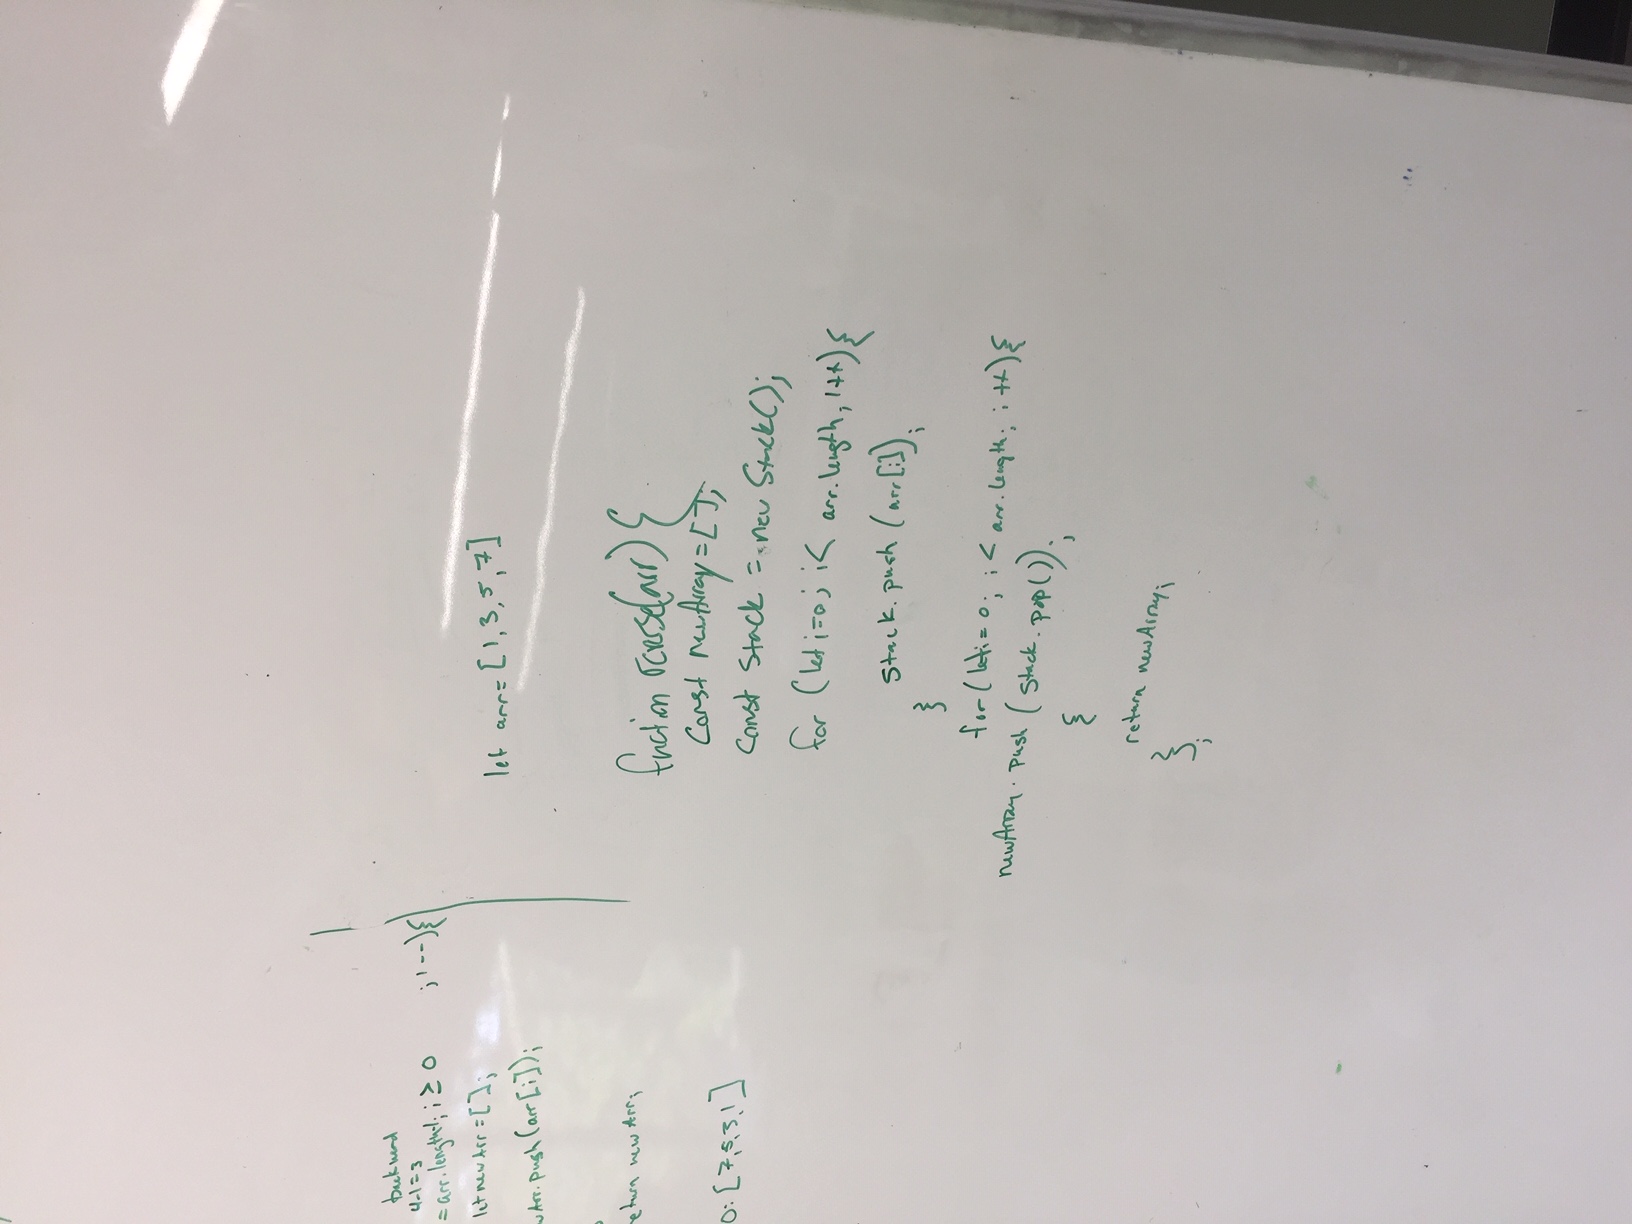 backward
4-1=3
= arr.length-1; i ≥ 0 ; i--){
let newArr = [];
wArr.push(arr[i]);
eturn newArr;
O: [7,5,3,1]
let arr= [1,3,5,7]
function reverse(arr) {
Const newArray = [];
Const Stack = new Stack();
for (let i=0; i< arr.length, i++){
Stack.push (arr[i]);
}
for(let i= 0; i< arr.length; i++){
newArray.push (Stack.pop());
{
return newArray;
};